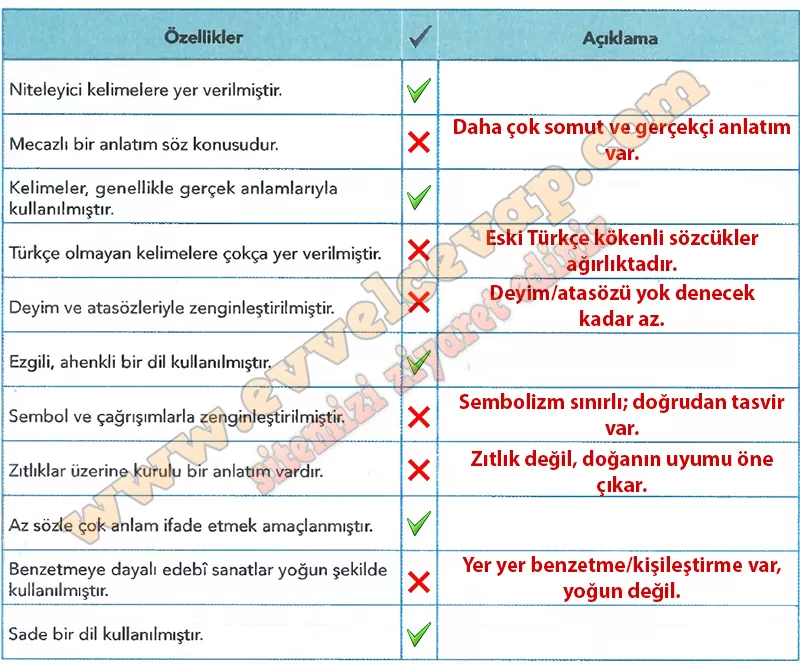 Özellikler ✓ Açıklama
Niteleyici kelimelere yer verilmiştir. ✓
Mecazlı bir anlatım söz konusudur. ✗ Daha çok somut ve gerçekçi anlatım
var.
Kelimeler, genellikle gerçek anlamlarıyla
kullanılmıştır. ✓
Türkçe olmayan kelimelere çokça yer verilmiştir. ✗ Eski Türkçe kökenli sözcükler
ağırlıktadır.
Deyim ve atasözleriyle zenginleştirilmiştir. ✗ Deyim/atasözü yok denecek
kadar az.
Ezgili, ahenkli bir dil kullanılmıştır. ✓
Sembol ve çağrışımlarla zenginleştirilmiştir. ✗ Sembolizm sınırlı; doğrudan tasvir
var.
Zıtlıklar üzerine kurulu bir anlatım vardır. ✗ Zıtlık değil, doğanın uyumu öne
çıkar.
Az sözle çok anlam ifade etmek amaçlanmıştır. ✓
Benzetmeye dayalı edebî sanatlar yoğun şekilde
kullanılmıştır. ✗ Yer yer benzetme/kişileştirme var,
yoğun değil.
Sade bir dil kullanılmıştır. ✓
www.evvelcevap.com
sitemizi ziyaret ediniz